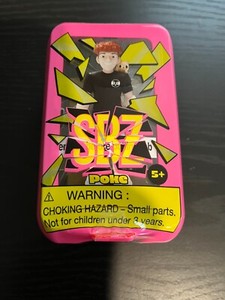 SBZ
Poke
5+
WARNING :
CHOKING HAZARD - Small parts.
Not for children under 3 years.